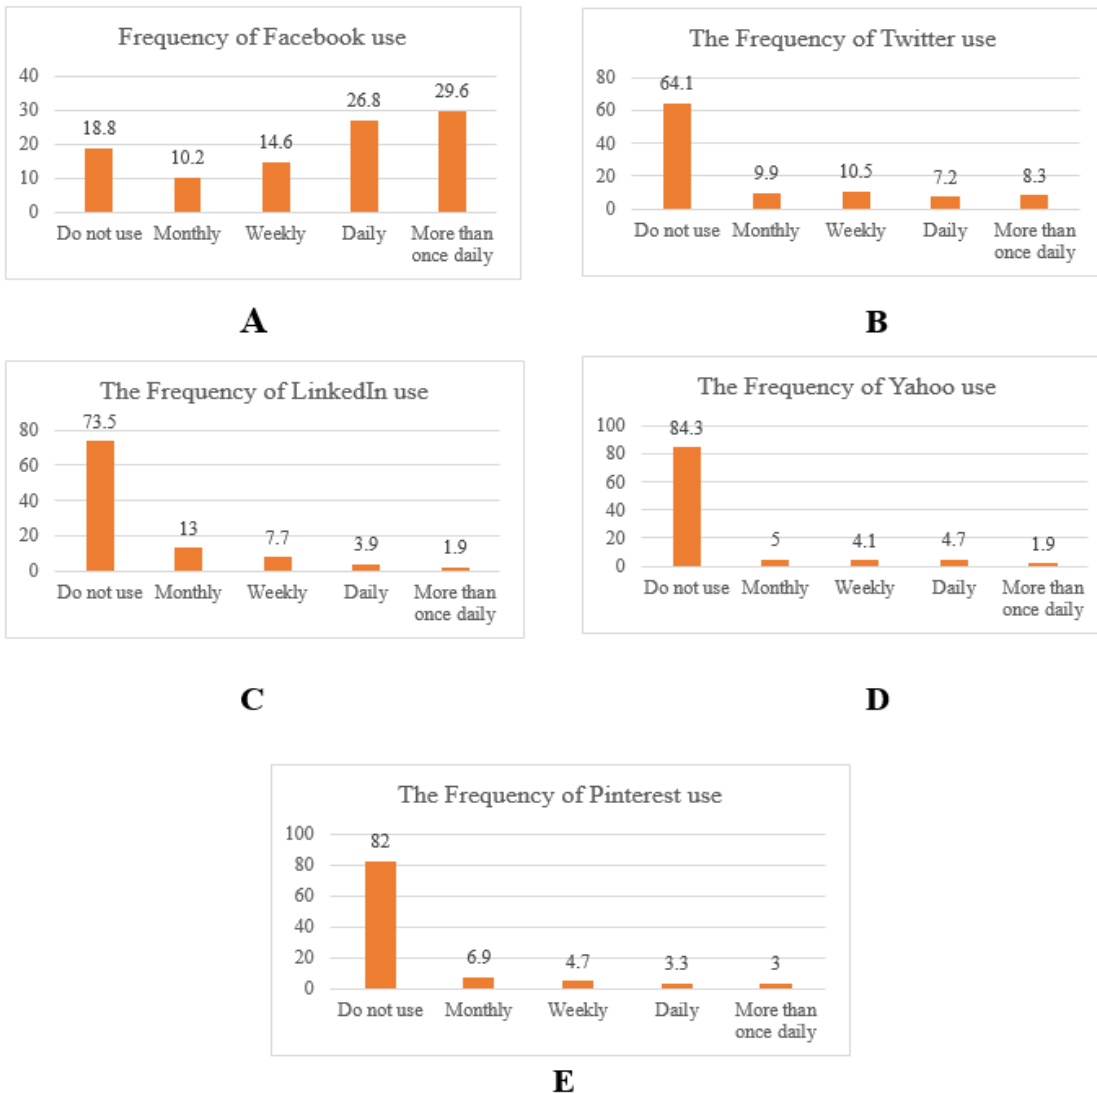 Frequency of Facebook use
40
30
20
10
0
18.8
10.2
14.6
26.8
29.6
Do not use Monthly Weekly Daily More than
once daily
A
The Frequency of Twitter use
80
60
40
20
0
64.1
9.9
10.5
7.2
8.3
Do not use Monthly Weekly Daily More than
once daily
B
The Frequency of LinkedIn use
80
60
40
20
0
73.5
13
7.7
3.9
1.9
Do not use Monthly Weekly Daily More than
once daily
C
The Frequency of Yahoo use
100
80
60
40
20
0
84.3
5
4.1
4.7
1.9
Do not use Monthly Weekly Daily More than
once daily
D
The Frequency of Pinterest use
100
80
60
40
20
0
82
6.9
4.7
3.3
3
Do not use Monthly Weekly Daily More than
once daily
E